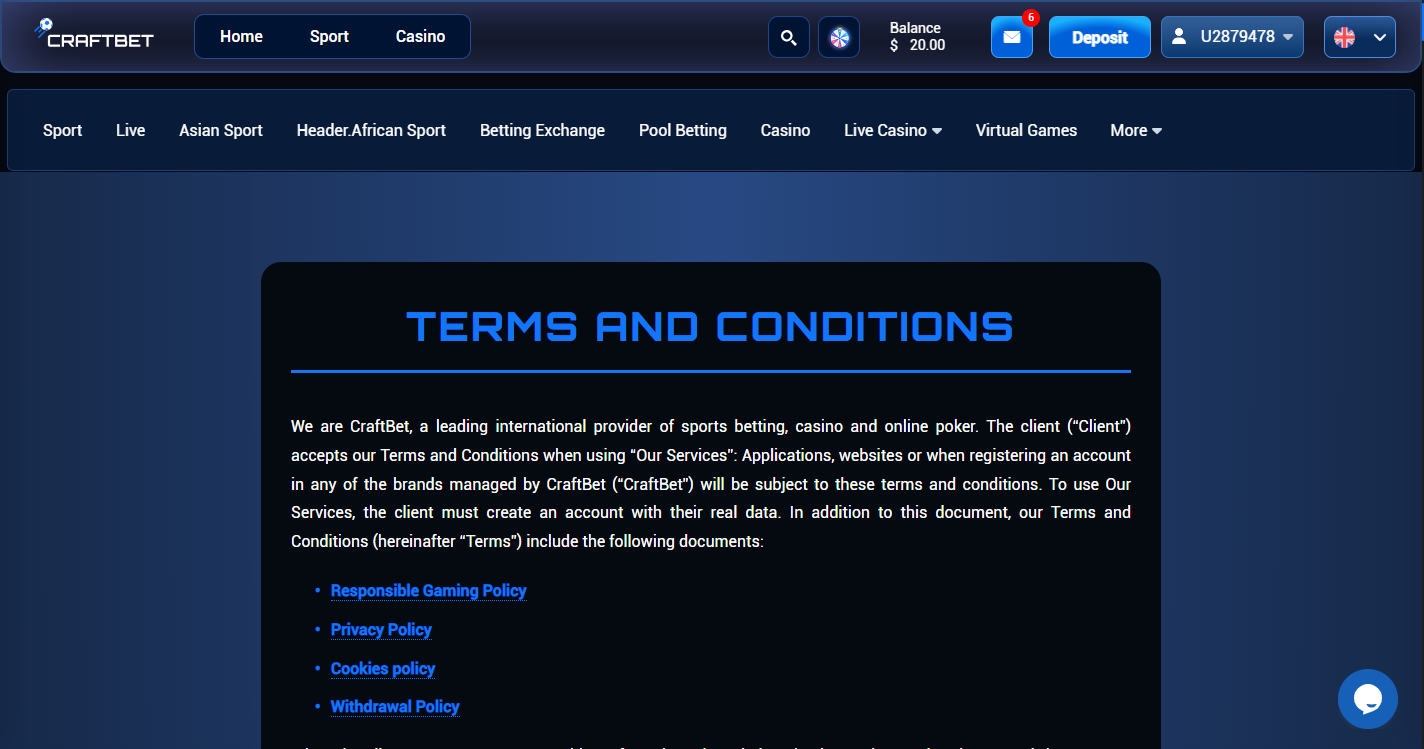 CRAFTBET
Home Sport Casino
Balance
$ 20.00
6
Deposit
U2879478
Sport Live Asian Sport Header.African Sport Betting Exchange Pool Betting Casino Live Casino Virtual Games More
TERMS AND CONDITIONS
We are CraftBet, a leading international provider of sports betting, casino and online poker. The client (“Client”)
accepts our Terms and Conditions when using “Our Services”: Applications, websites or when registering an account
in any of the brands managed by CraftBet (“CraftBet”) will be subject to these terms and conditions. To use Our
Services, the client must create an account with their real data. In addition to this document, our Terms and
Conditions (hereinafter “Terms”) include the following documents:
• Responsible Gaming Policy
• Privacy Policy
• Cookies policy
• Withdrawal Policy